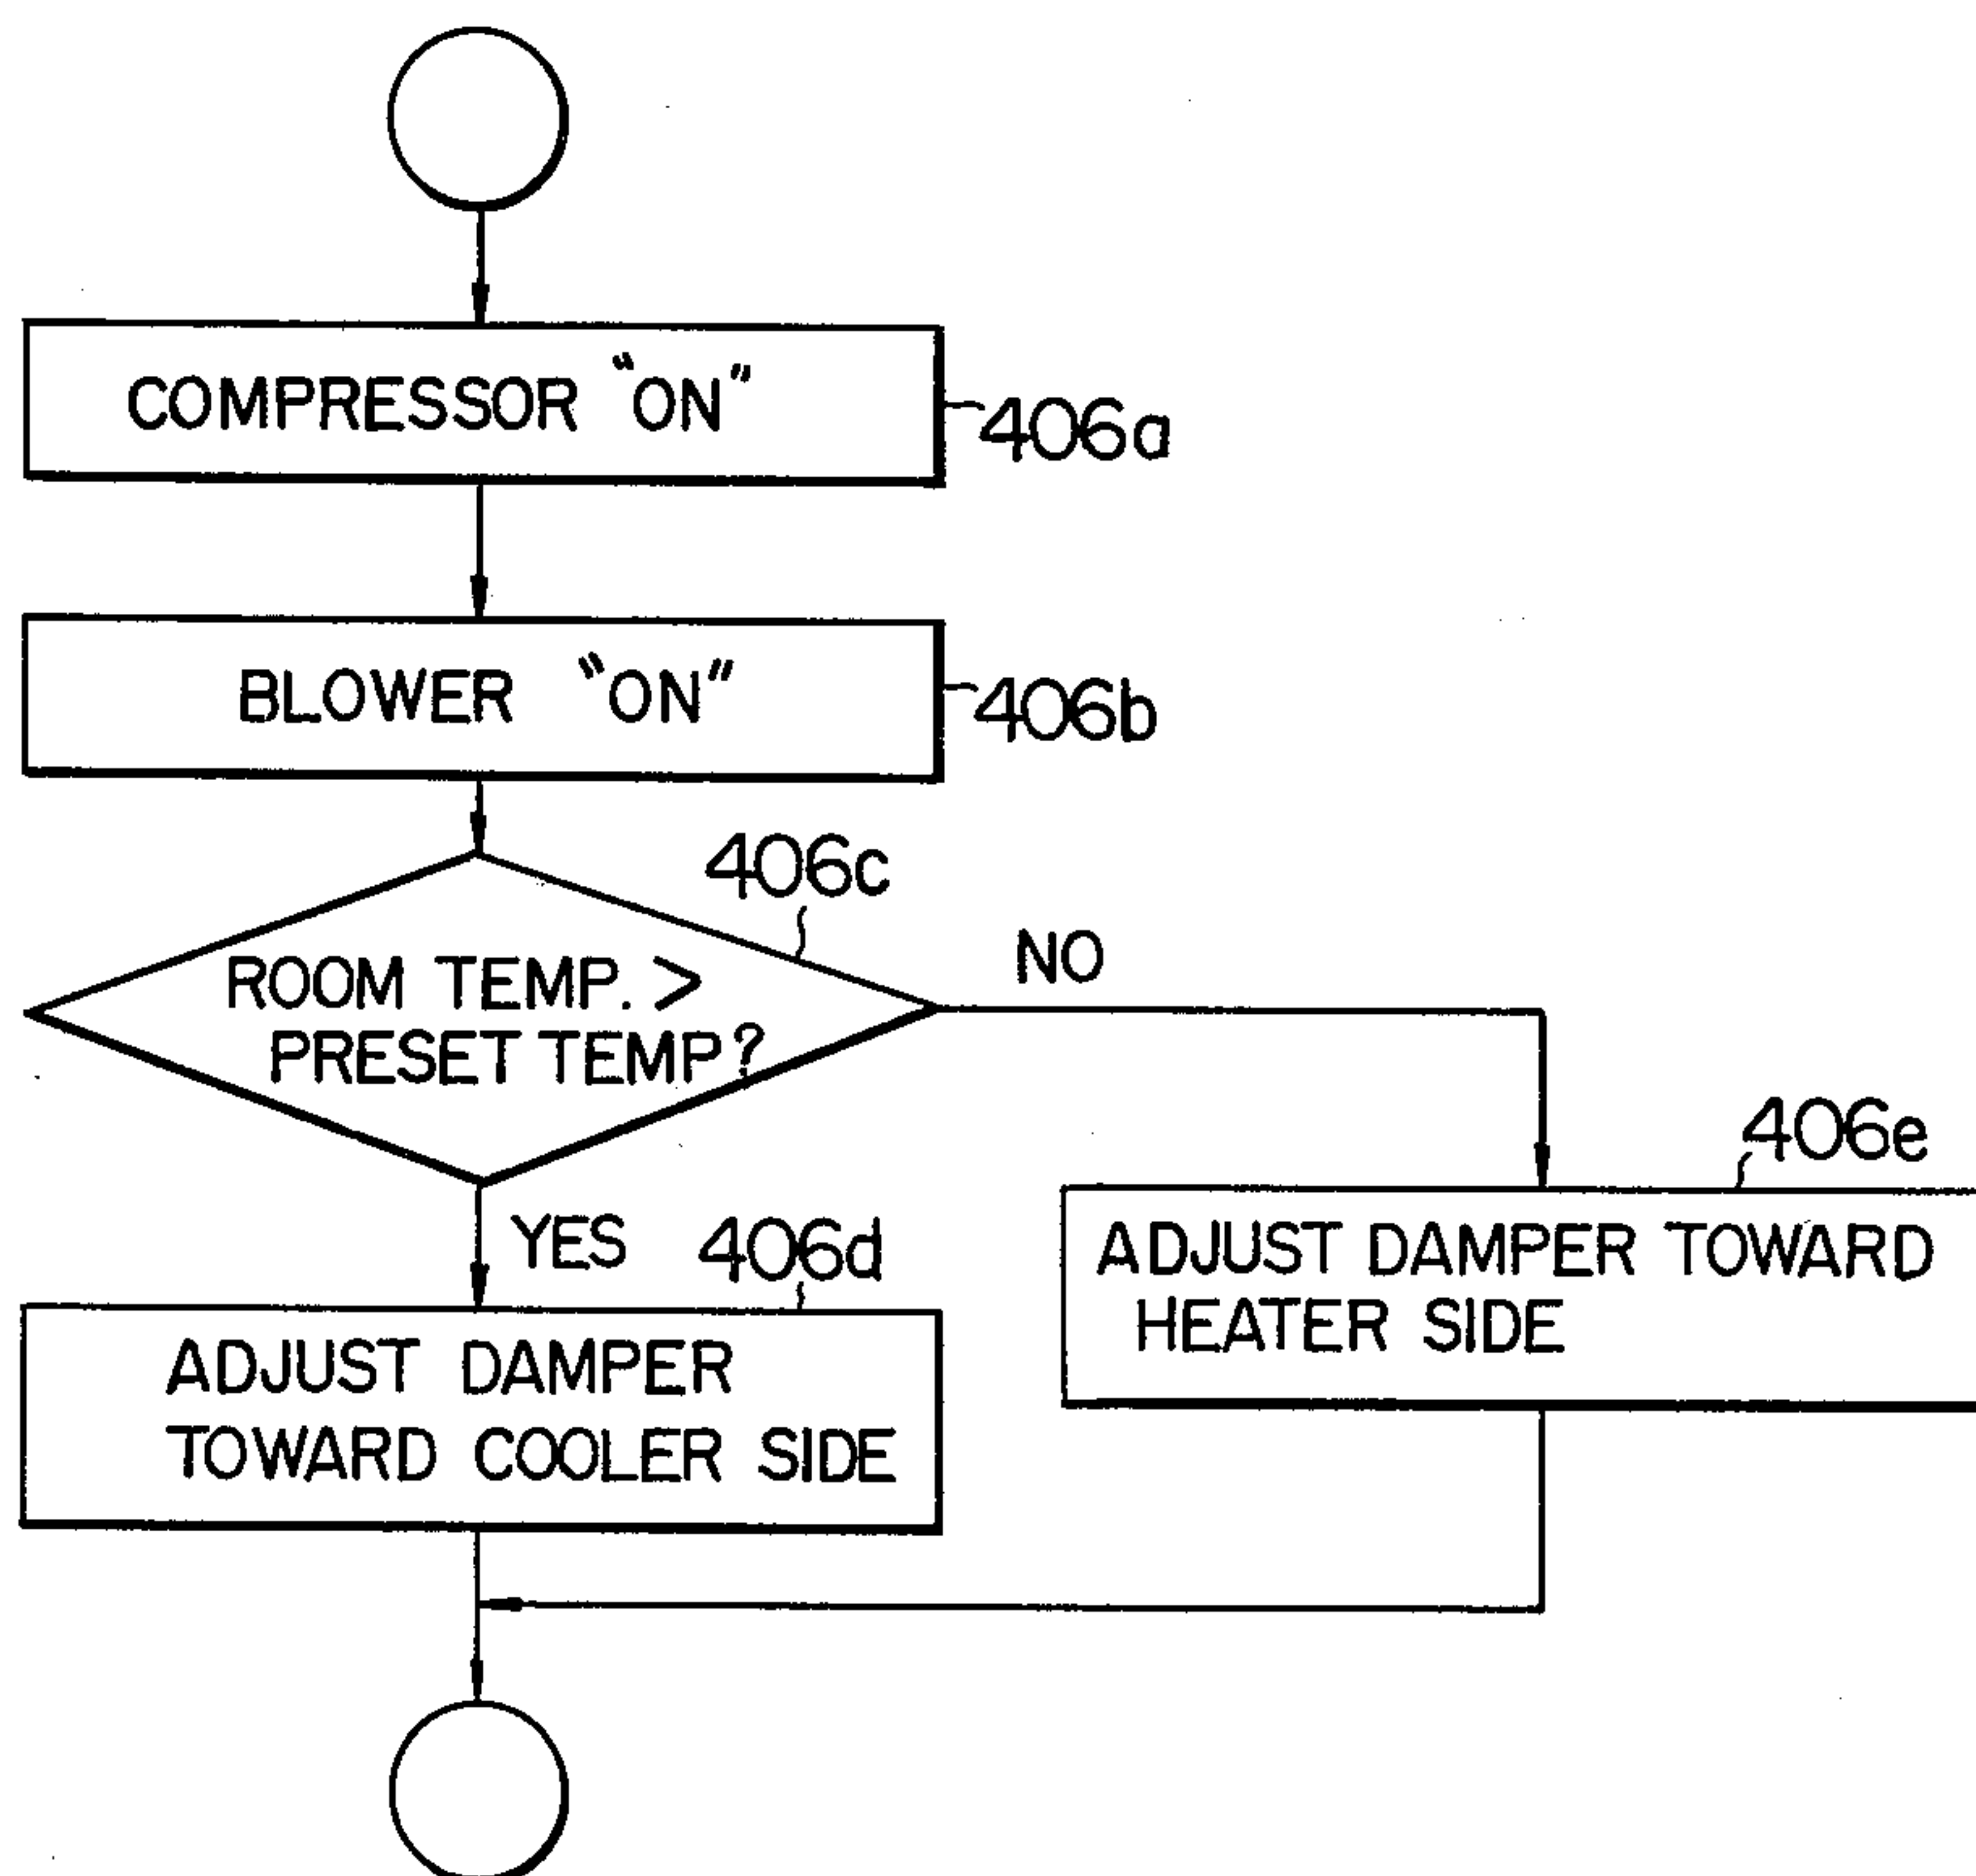 COMPRESSOR "ON"
406a
BLOWER "ON"
406b
406c
ROOM TEMP. >
PRESET TEMP?
NO
YES
406d
406e
ADJUST DAMPER TOWARD
HEATER SIDE
ADJUST DAMPER
TOWARD COOLER SIDE